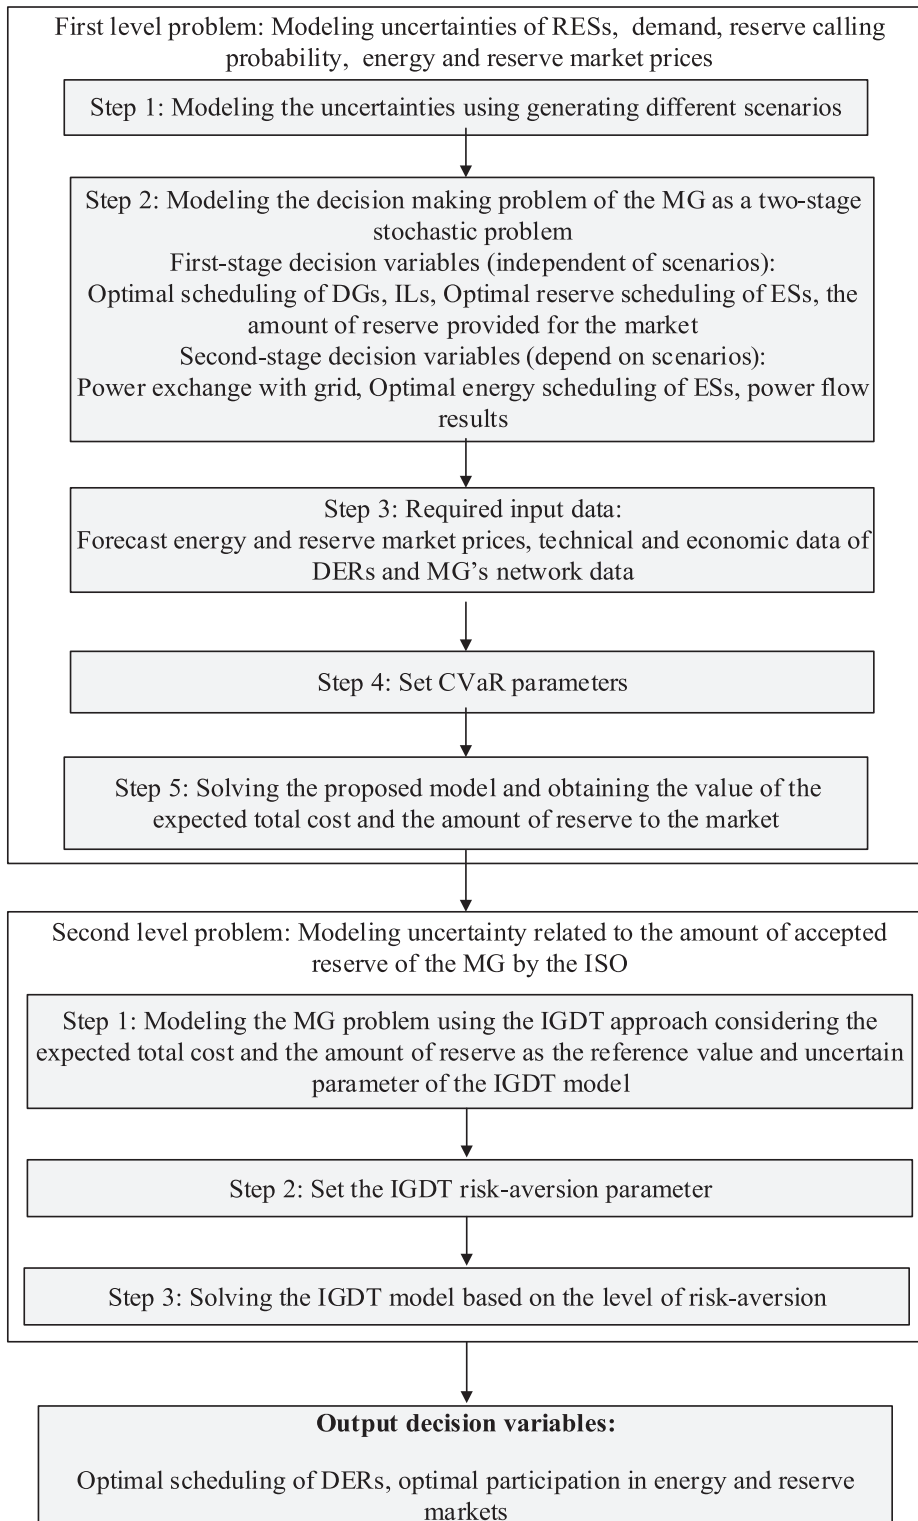 First level problem: Modeling uncertainties of RESs, demand, reserve calling
probability, energy and reserve market prices
Step 1: Modeling the uncertainties using generating different scenarios
Step 2: Modeling the decision making problem of the MG as a two-stage
stochastic problem
First-stage decision variables (independent of scenarios):
Optimal scheduling of DGs, ILs, Optimal reserve scheduling of ESs, the
amount of reserve provided for the market
Second-stage decision variables (depend on scenarios):
Power exchange with grid, Optimal energy scheduling of ESs, power flow
results
Step 3: Required input data:
Forecast energy and reserve market prices, technical and economic data of
DERs and MG’s network data
Step 4: Set CVaR parameters
Step 5: Solving the proposed model and obtaining the value of the
expected total cost and the amount of reserve to the market
Second level problem: Modeling uncertainty related to the amount of accepted
reserve of the MG by the ISO
Step 1: Modeling the MG problem using the IGDT approach considering the
expected total cost and the amount of reserve as the reference value and uncertain
parameter of the IGDT model
Step 2: Set the IGDT risk-aversion parameter
Step 3: Solving the IGDT model based on the level of risk-aversion
Output decision variables:
Optimal scheduling of DERs, optimal participation in energy and reserve
markets